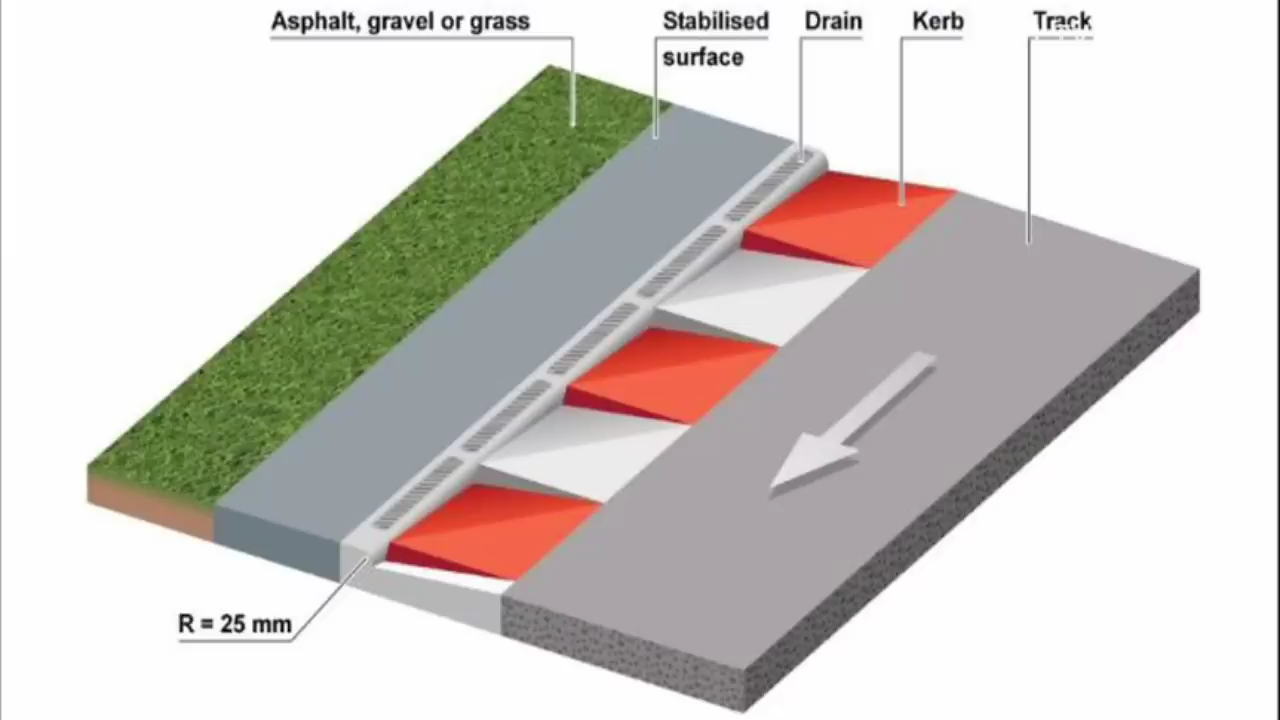 Asphalt, gravel or grass
Stabilised
surface
Drain
Kerb
Track
R = 25 mm